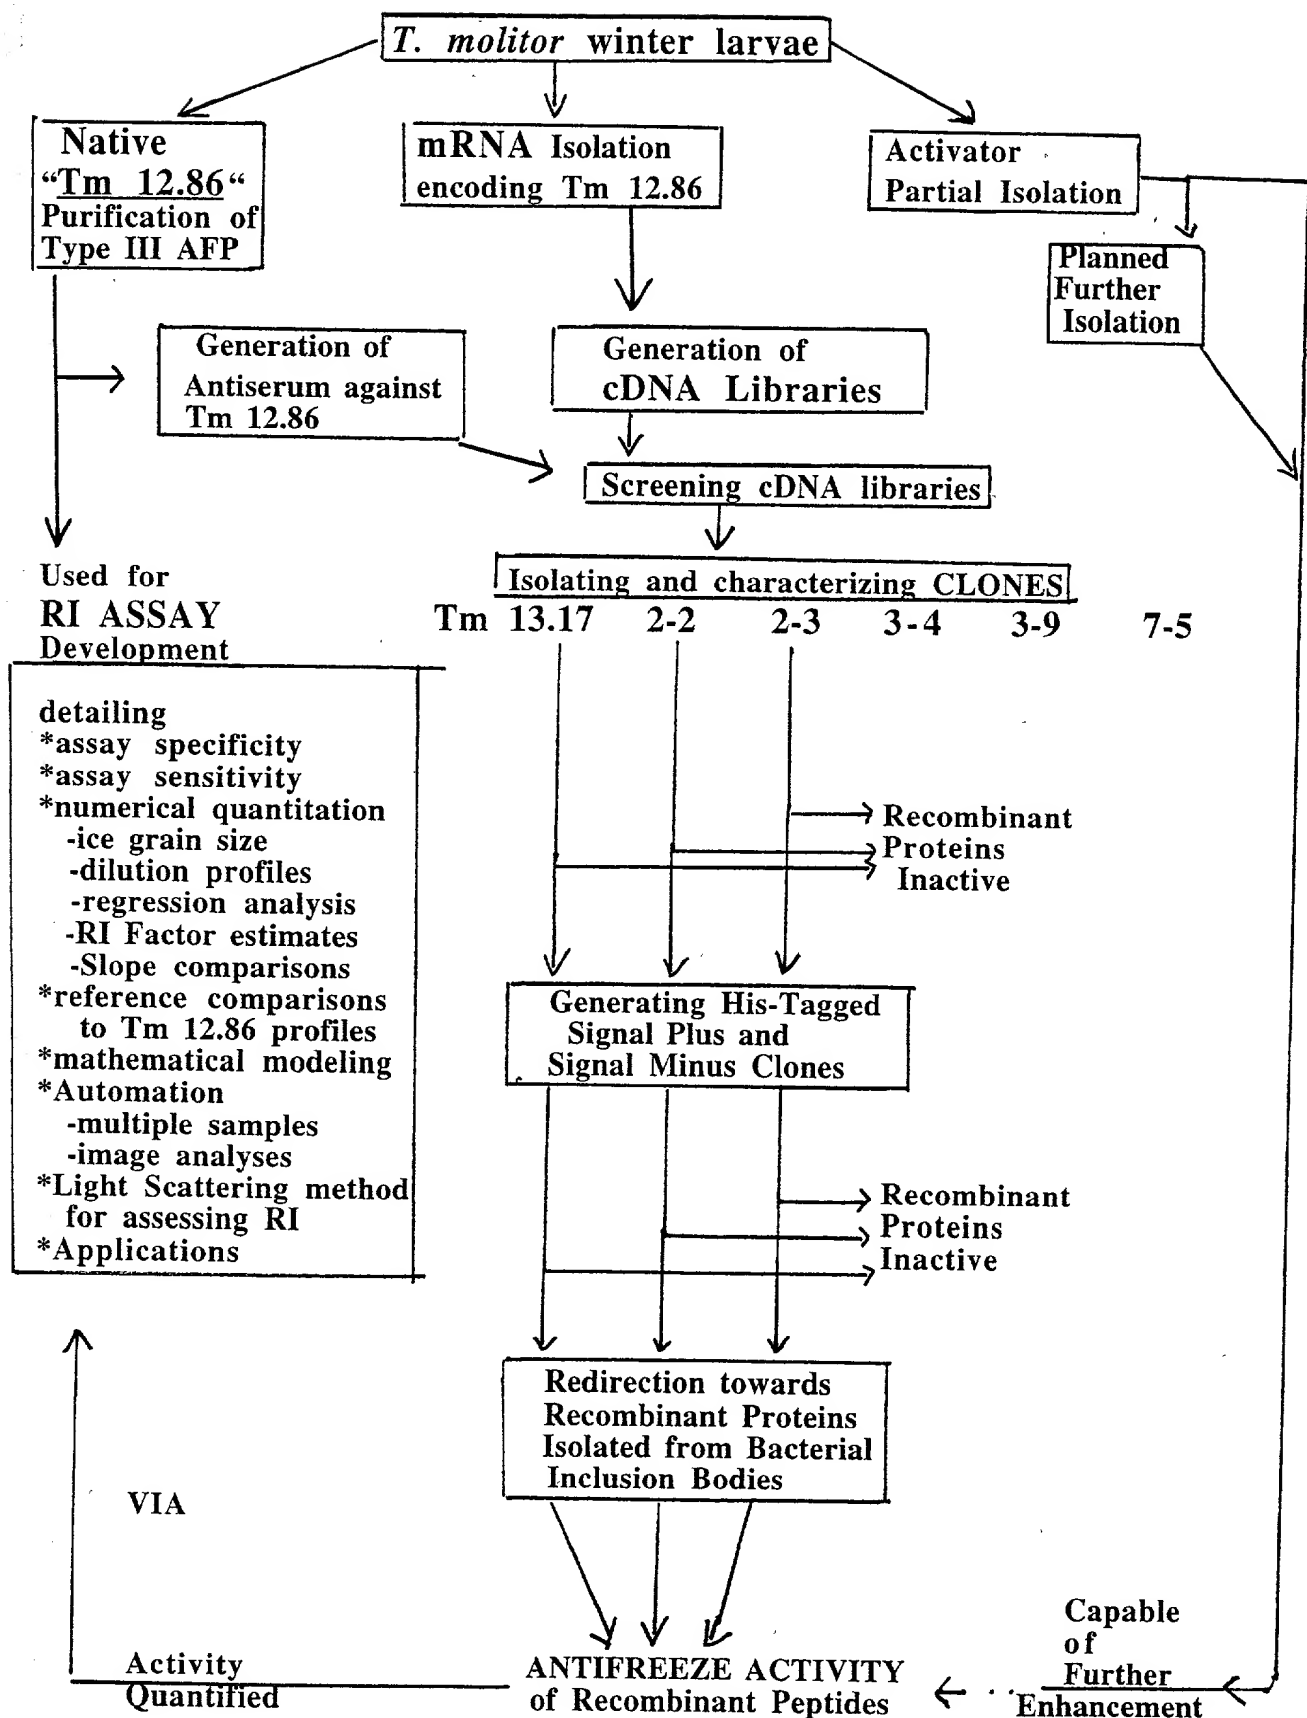 T. molitor winter larvae
Native
“Tm 12.86“
Purification of
Type III AFP
mRNA Isolation
encoding Tm 12.86
Activator
Partial Isolation
Planned
Further
Isolation
Generation of
Antiserum against
Tm 12.86
Generation of
cDNA Libraries
Screening cDNA libraries
Isolating and characterizing CLONES
Tm 13.17 2-2 2-3 3-4 3-9 7-5
Used for
RI ASSAY
Development
detailing
*assay specificity
*assay sensitivity
*numerical quantitation
-ice grain size
-dilution profiles
-regression analysis
-RI Factor estimates
-Slope comparisons
*reference comparisons
to Tm 12.86 profiles
*mathematical modeling
*Automation
-multiple samples
-image analyses
*Light Scattering method
for assessing RI
*Applications
Recombinant
Proteins
Inactive
Generating His-Tagged
Signal Plus and
Signal Minus Clones
Recombinant
Proteins
Inactive
Redirection towards
Recombinant Proteins
Isolated from Bacterial
Inclusion Bodies
VIA
Activity
Quantified
ANTIFREEZE ACTIVITY
of Recombinant Peptides
Capable
of
Further
Enhancement